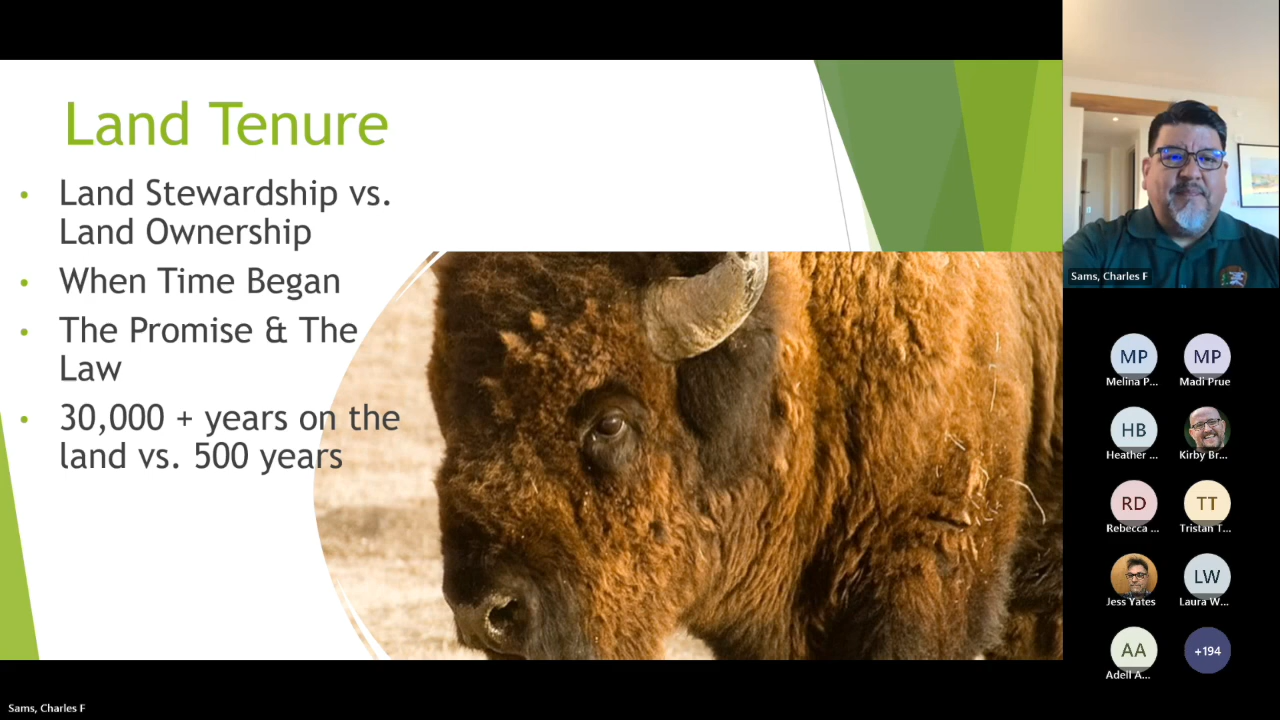 Land Tenure
• Land Stewardship vs.
Land Ownership
• When Time Began
• The Promise & The
Law
• 30,000 + years on the
land vs. 500 years
Sams, Charles F
MP
MP
Melina P...
Madi Prue
HB
Heather ...
Kirby Br...
RD
TT
Rebecca ...
Tristan T...
LW
Jess Yates
Laura W...
AA
+194
Adell A...
Sams, Charles F